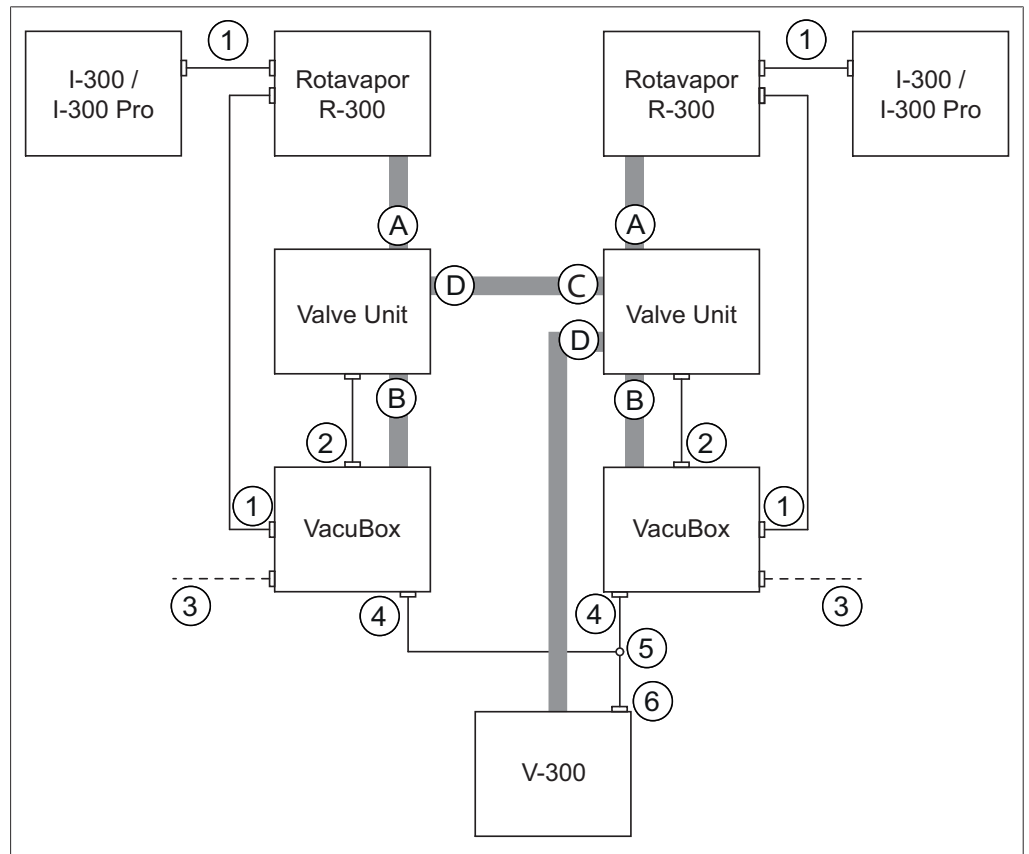 1
1
I-300 /
I-300 Pro
Rotavapor
R-300
Rotavapor
R-300
I-300 /
I-300 Pro
A
A
D
C
Valve Unit
Valve Unit
D
B
B
2
2
1
VacuBox
VacuBox
1
3
4
4
3
5
6
V-300